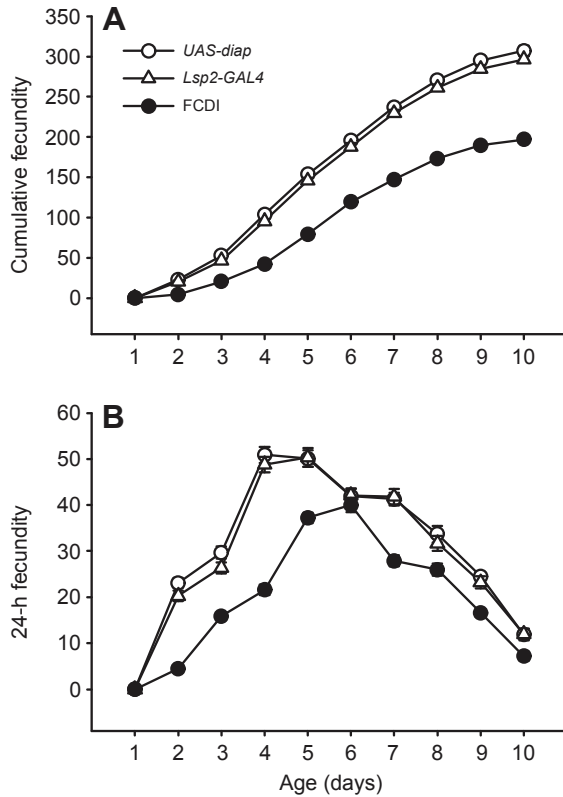 A
UAS-diap
Lsp2-GAL4
FCDI
Cumulative fecundity
350
300
250
200
150
100
50
0
1 2 3 4 5 6 7 8 9 10
B
24-h fecundity
60
50
40
30
20
10
0
1 2 3 4 5 6 7 8 9 10
Age (days)